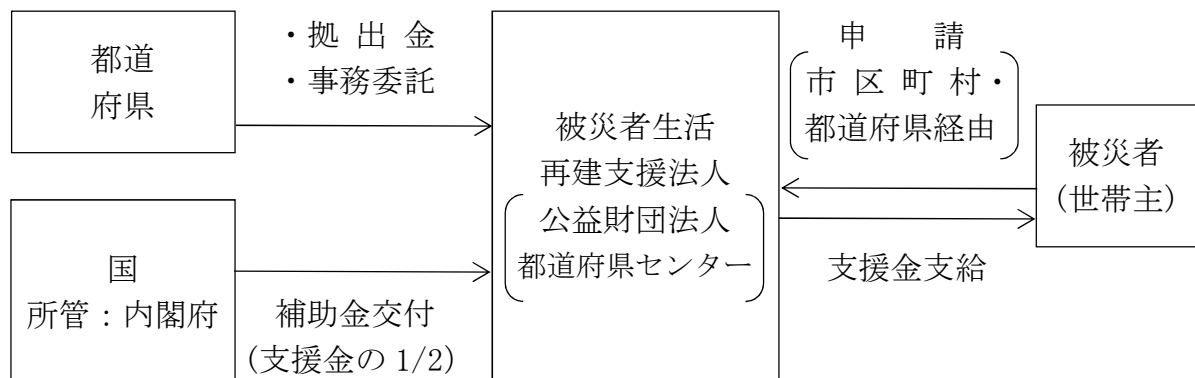 都道
府県
・拠 出 金
・事務委託
国
所管：内閣府
補助金交付
(支援金の 1/2)
被災者生活
再建支援法人
公益財団法人
都道府県センター
申　　請
市 区 町 村・
都道府県経由
支援金支給
被災者
(世帯主)